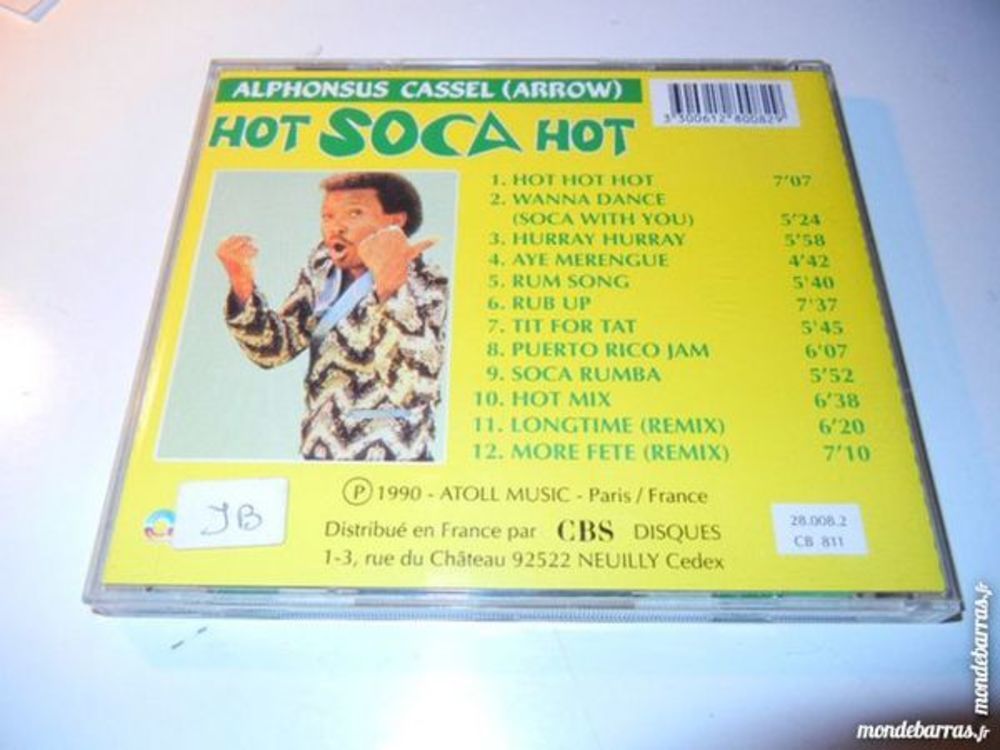 ALPHONSUS CASSEL (ARROW)
3 300612 800829
HOT SOCA HOT
1. HOT HOT HOT 7'07
2. WANNA DANCE
(SOCA WITH YOU) 5'24
3. HURRAY HURRAY 5'58
4. AYE MERENGUE 4'42
5. RUM SONG 5'40
6. RUB UP 7'37
7. TIT FOR TAT 5'45
8. PUERTO RICO JAM 6'07
9. SOCA RUMBA 5'52
10. HOT MIX 6'38
11. LONGTIME (REMIX) 6'20
12. MORE FETE (REMIX) 7'10
Ⓟ 1990 - ATOLL MUSIC - Paris / France
JB
Distribué en France par CBS DISQUES
1-3, rue du Château 92522 NEUILLY Cedex
28.008.2
CB 811
mondebarras.fr
mondebarras.fr